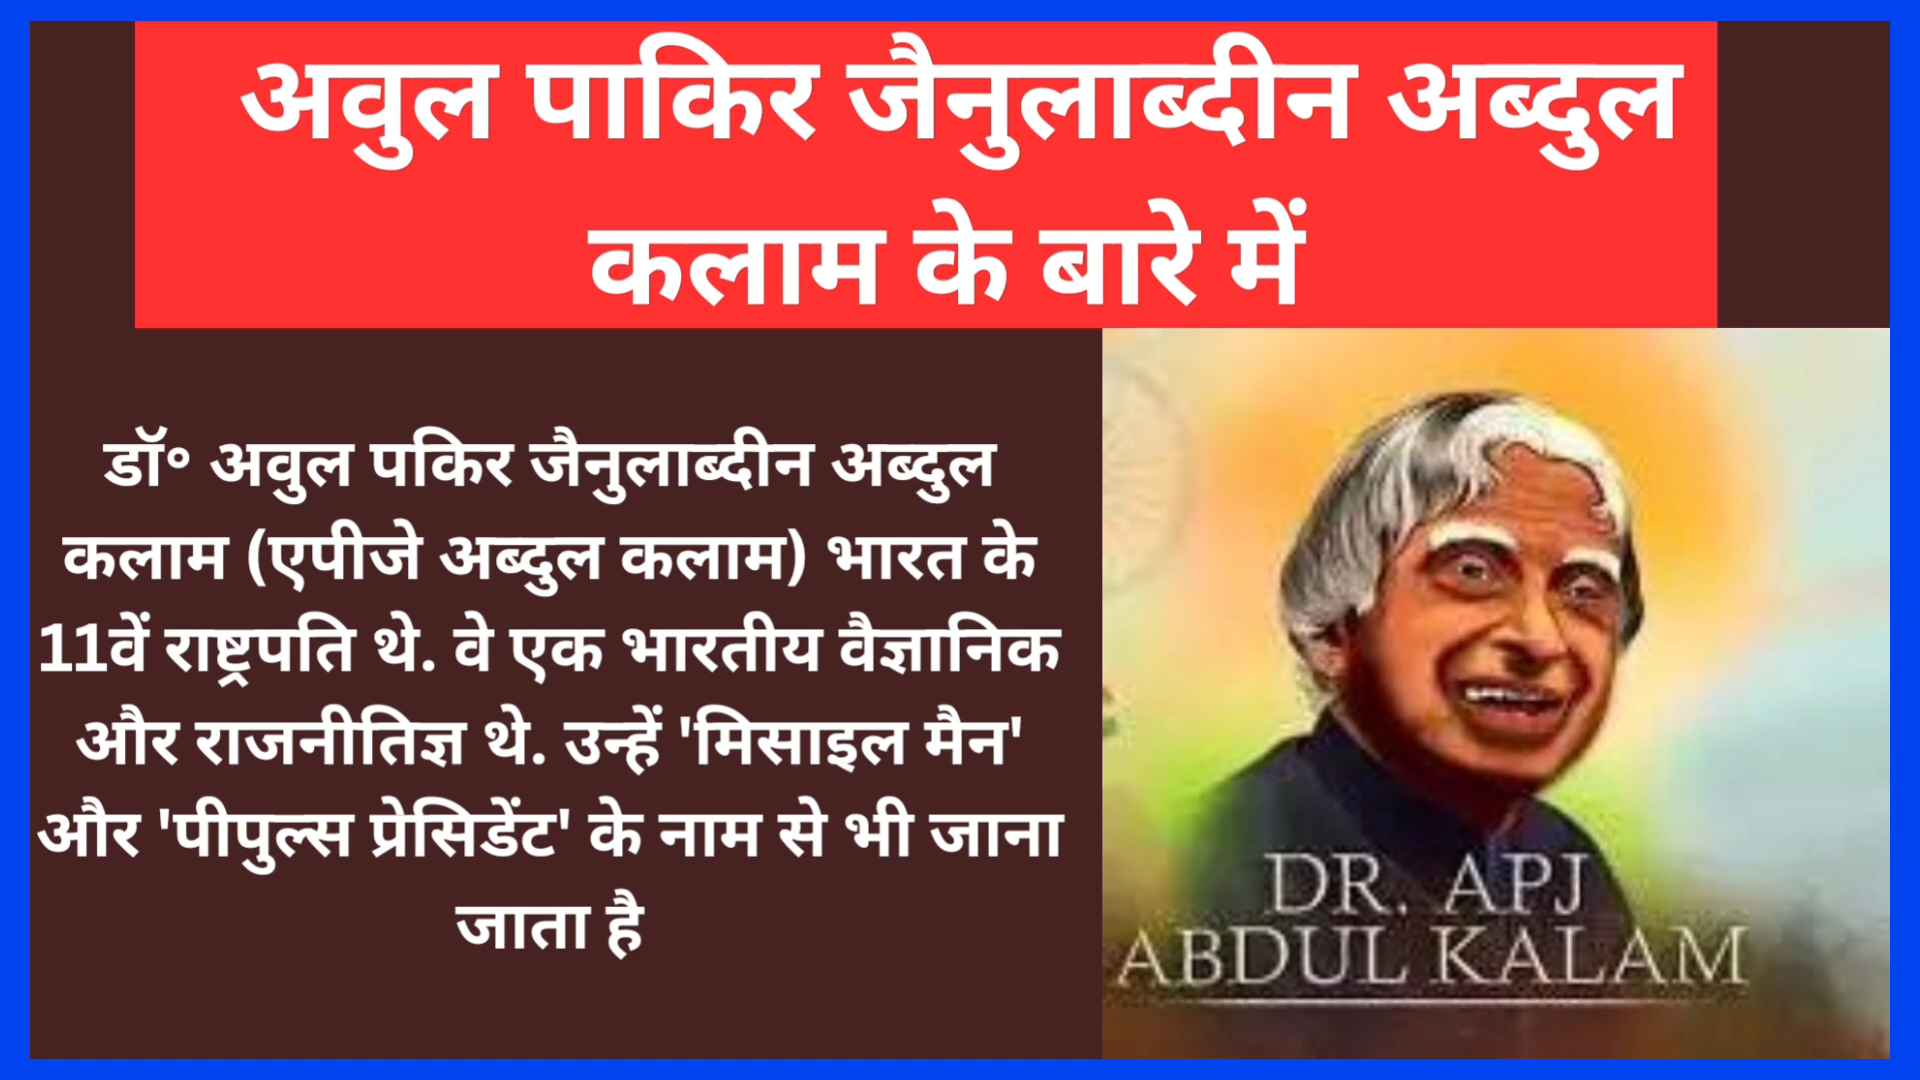 अवुल पाकिर जैनुलाब्दीन अब्दुल
कलाम के बारे में
डॉ॰ अवुल पकिर जैनुलाब्दीन अब्दुल
कलाम (एपीजे अब्दुल कलाम) भारत के
11वें राष्ट्रपति थे. वे एक भारतीय वैज्ञानिक
और राजनीतिज्ञ थे. उन्हें 'मिसाइल मैन'
और 'पीपुल्स प्रेसिडेंट' के नाम से भी जाना
जाता है
DR. APJ
ABDUL KALAM